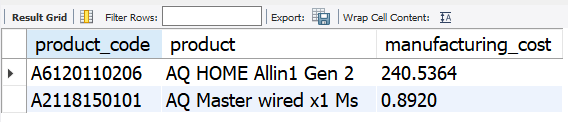 Result Grid Filter Rows: Export: Wrap Cell Content:
product_code product manufacturing_cost
A6120110206 AQ HOME Allin1 Gen 2 240.5364
A2118150101 AQ Master wired x1 Ms 0.8920